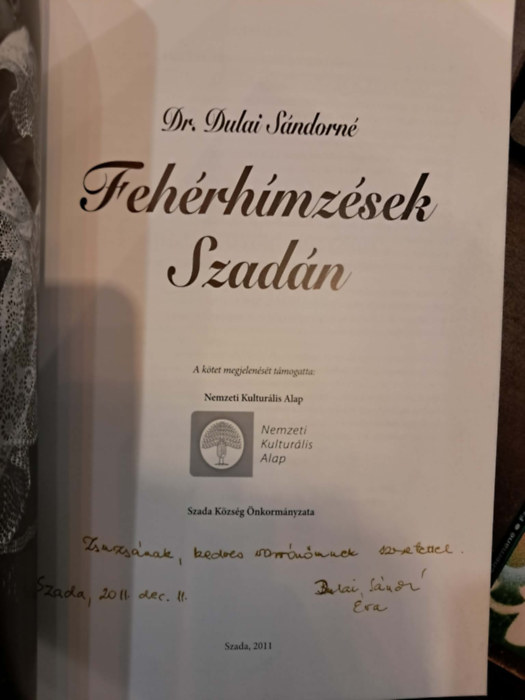 Dr. Dulai Sándorné
Fehérhímzések
Szadán
A kötet megjelenését támogatta:
Nemzeti Kulturális Alap
Nemzeti
Kulturális
Alap
Szada Község Önkormányzata
Zsuzsának, kedves szeretettel.
Szada, 2011. dec. 11.
Dulai Sándorné
Éva
Szada, 2011